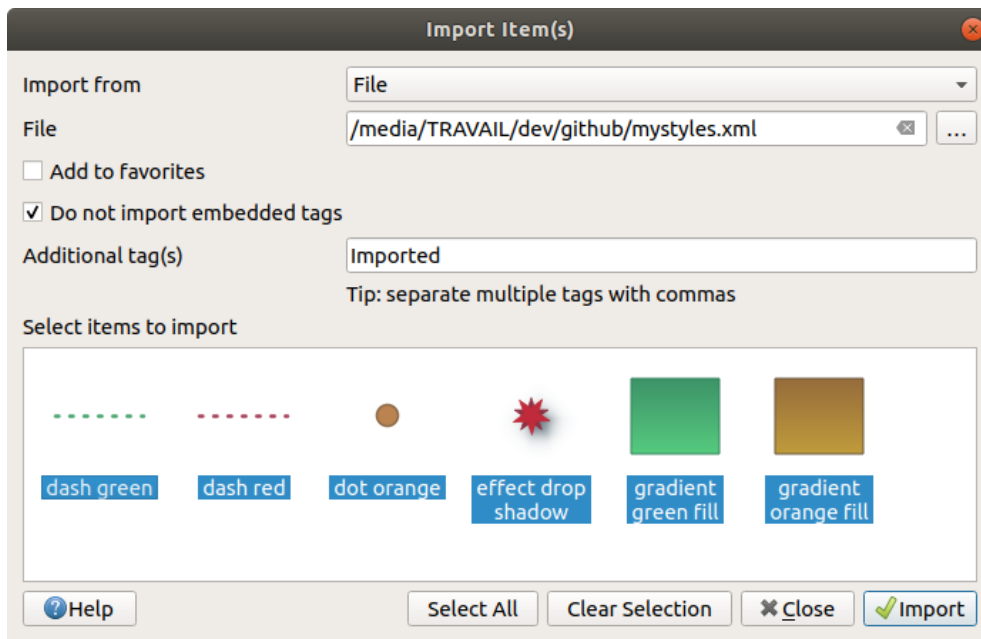 Import Item(s)
Import from File
File /media/TRAVAIL/dev/github/mystyles.xml ...
Add to favorites
Do not import embedded tags
Additional tag(s) Imported
Tip: separate multiple tags with commas
Select items to import
dash green dash red dot orange effect drop shadow gradient green fill gradient orange fill
Help Select All Clear Selection Close Import